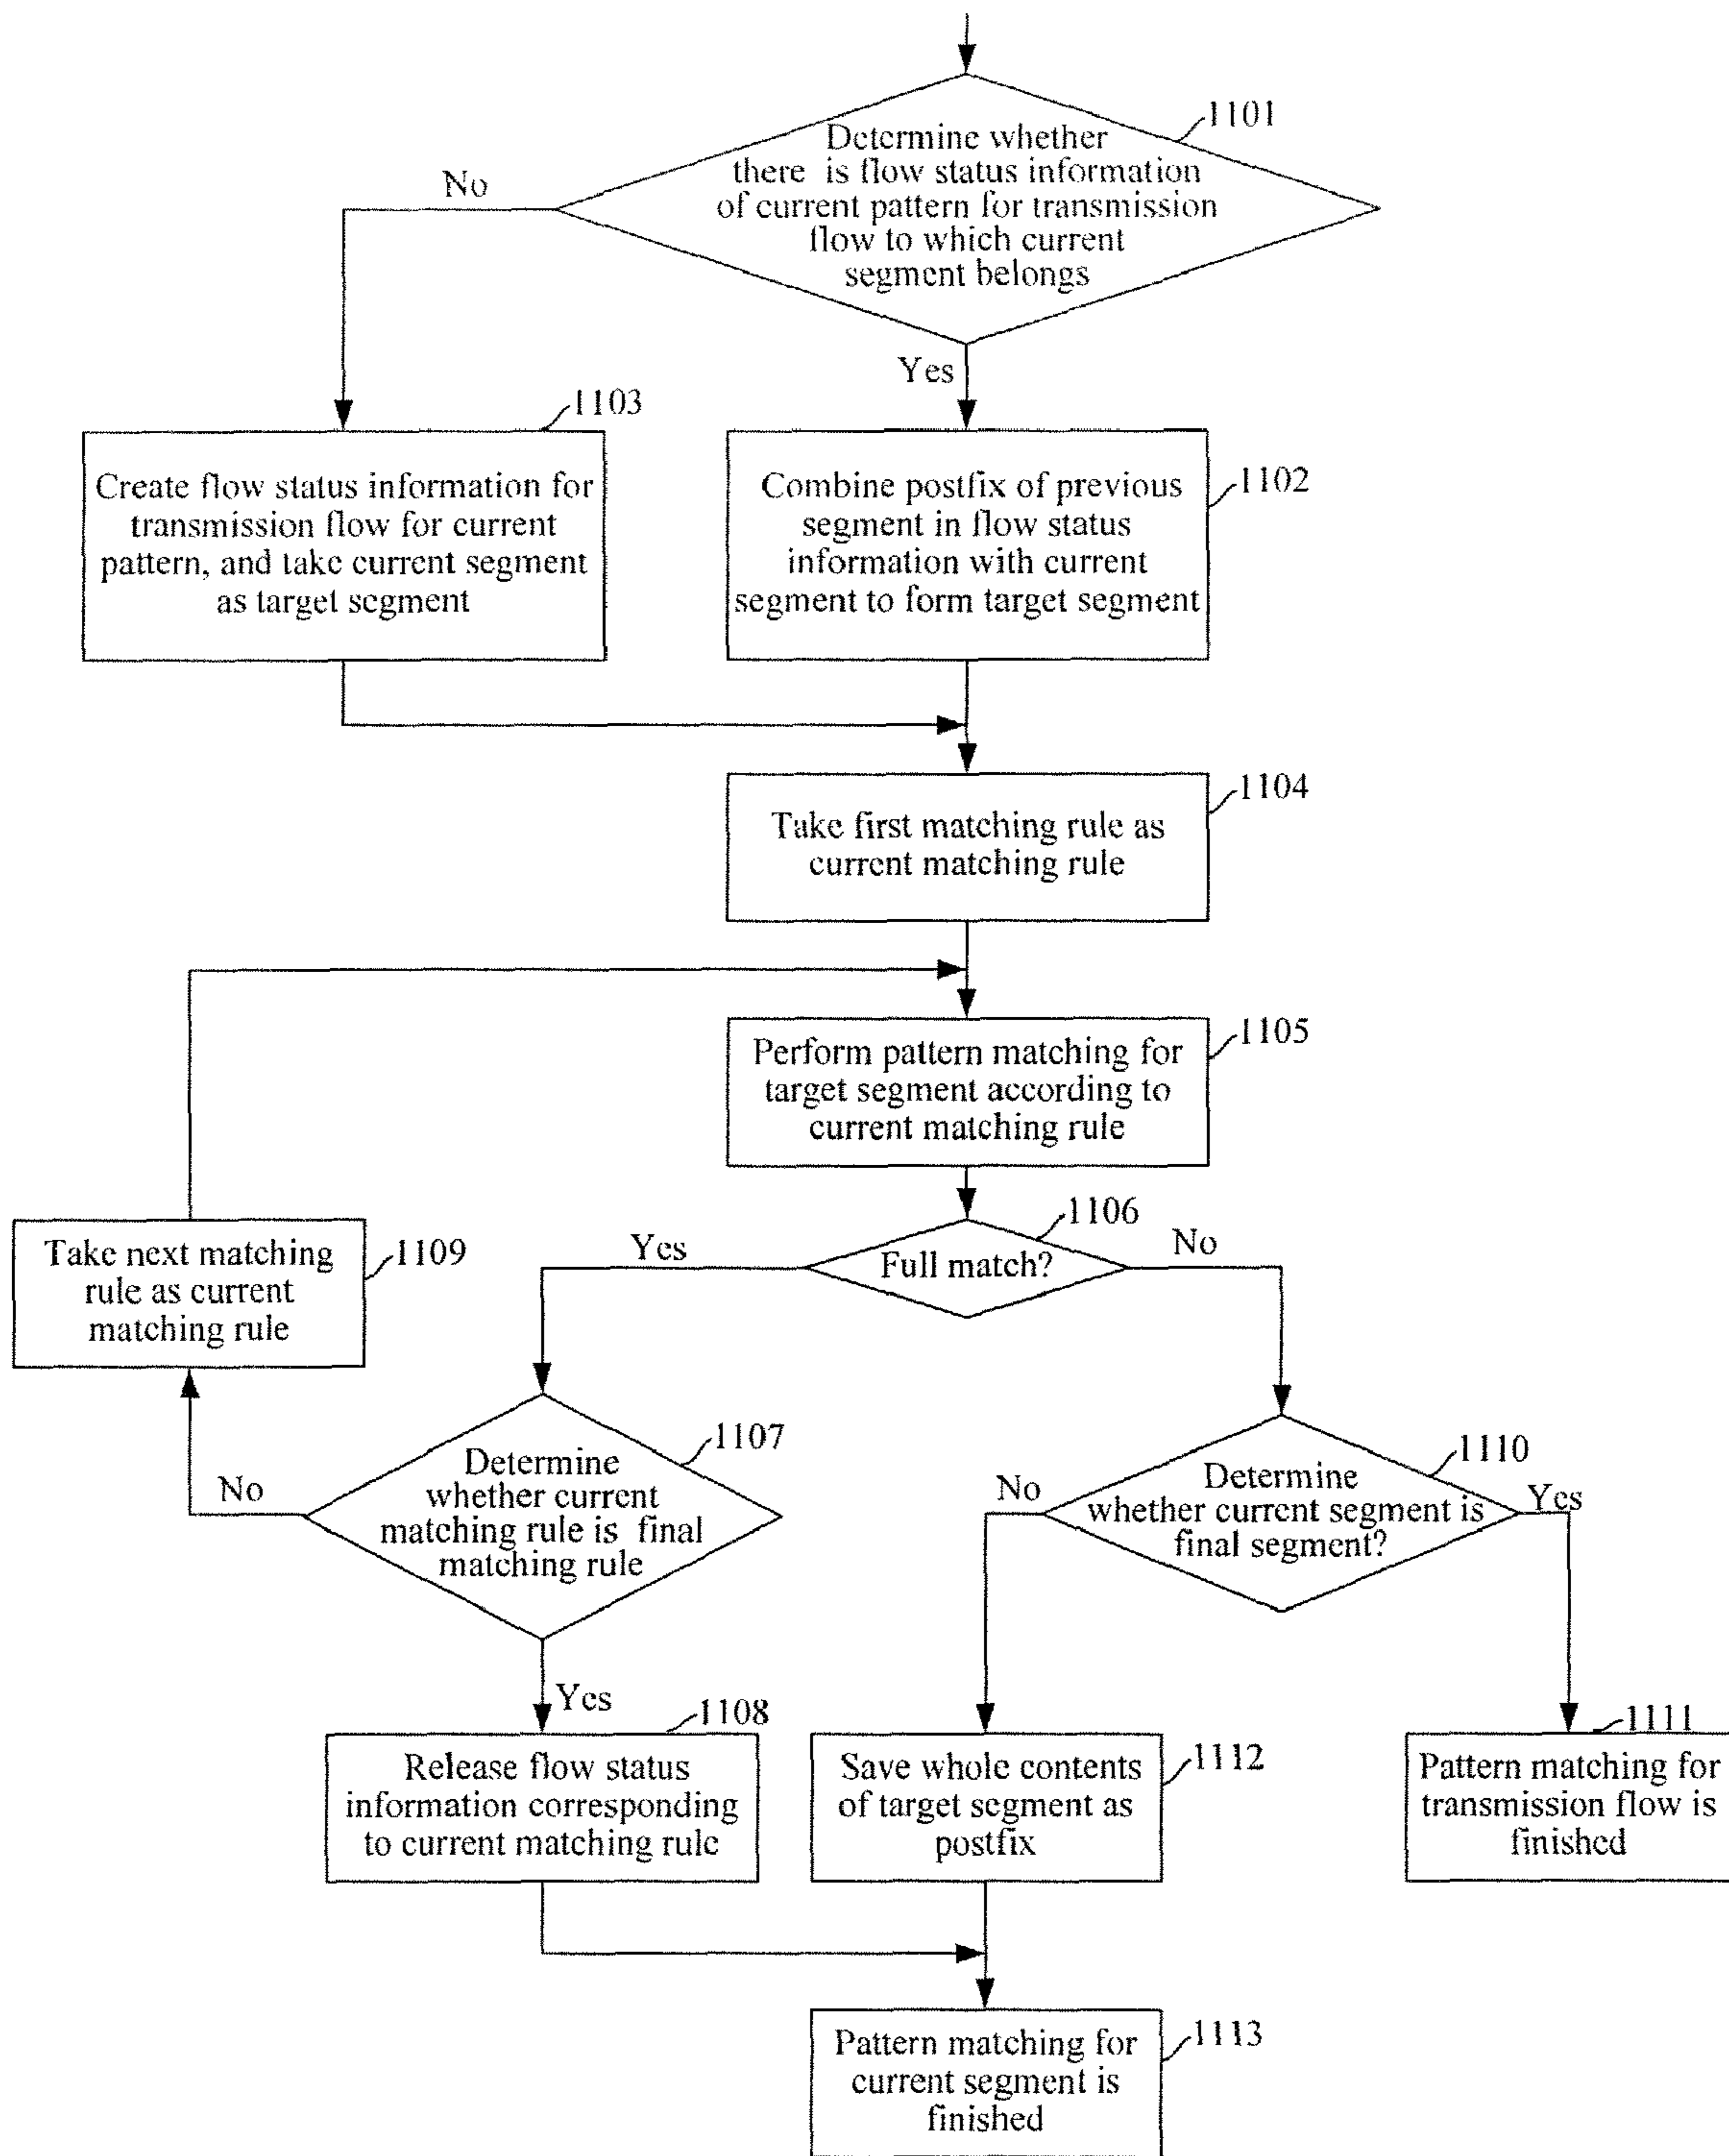 1101
Determine whether
there is flow status information
of current pattern for transmission
flow to which current
segment belongs
No
Yes
1103
Create flow status information for
transmission flow for current
pattern, and take current segment
as target segment
1102
Combine postfix of previous
segment in flow status
information with current
segment to form target segment
1104
Take first matching rule as
current matching rule
1105
Perform pattern matching for
target segment according to
current matching rule
1106
Full match?
Yes
No
1109
Take next matching
rule as current
matching rule
1107
Determine
whether current
matching rule is final
matching rule
No
Yes
1110
Determine
whether current segment is
final segment?
No
Yes
1108
Release flow status
information corresponding
to current matching rule
1112
Save whole contents
of target segment as
postfix
1111
Pattern matching for
transmission flow is
finished
1113
Pattern matching for
current segment is
finished